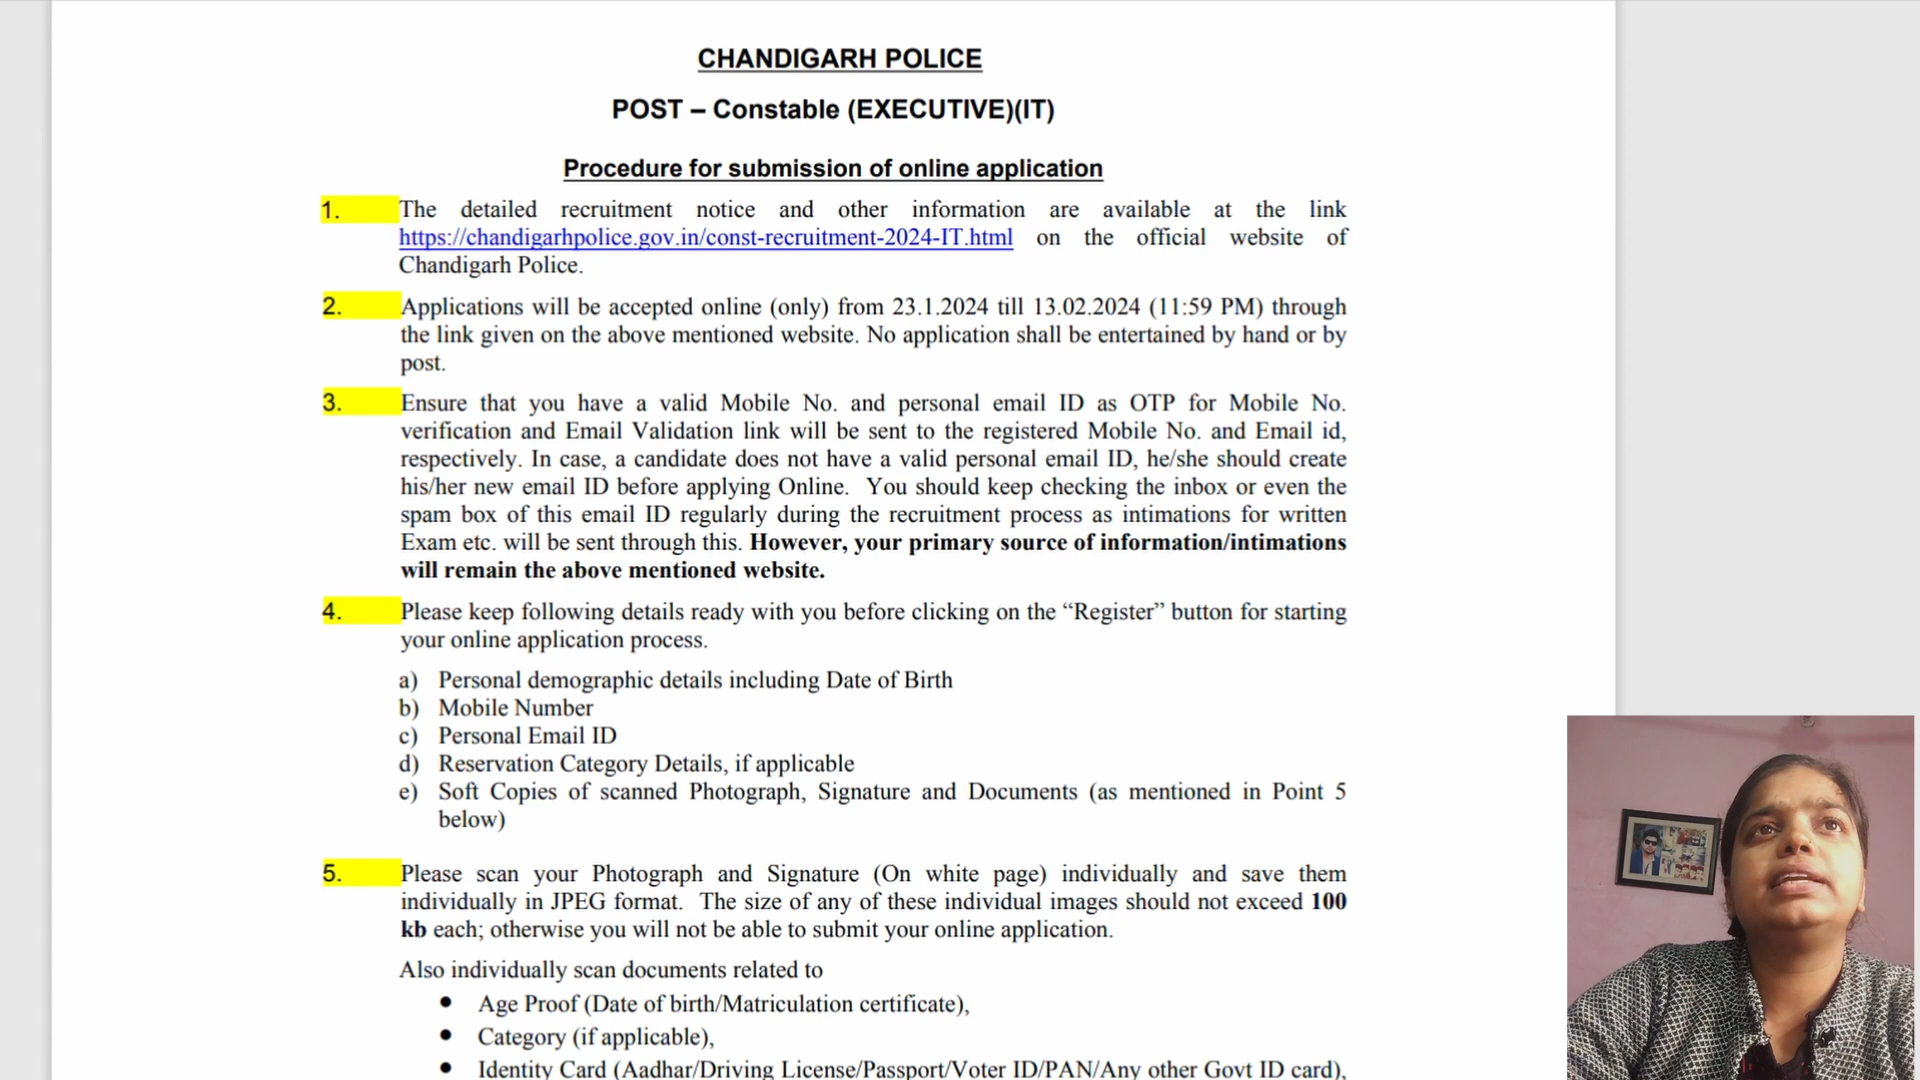 CHANDIGARH POLICE
POST – Constable (EXECUTIVE)(IT)
Procedure for submission of online application
1. The detailed recruitment notice and other information are available at the link
https://chandigarhpolice.gov.in/const-recruitment-2024-IT.html on the official website of
Chandigarh Police.
2. Applications will be accepted online (only) from 23.1.2024 till 13.02.2024 (11:59 PM) through
the link given on the above mentioned website. No application shall be entertained by hand or by
post.
3. Ensure that you have a valid Mobile No. and personal email ID as OTP for Mobile No.
verification and Email Validation link will be sent to the registered Mobile No. and Email id,
respectively. In case, a candidate does not have a valid personal email ID, he/she should create
his/her new email ID before applying Online. You should keep checking the inbox or even the
spam box of this email ID regularly during the recruitment process as intimations for written
Exam etc. will be sent through this. However, your primary source of information/intimations
will remain the above mentioned website.
4. Please keep following details ready with you before clicking on the “Register” button for starting
your online application process.
a) Personal demographic details including Date of Birth
b) Mobile Number
c) Personal Email ID
d) Reservation Category Details, if applicable
e) Soft Copies of scanned Photograph, Signature and Documents (as mentioned in Point 5
below)
5. Please scan your Photograph and Signature (On white page) individually and save them
individually in JPEG format. The size of any of these individual images should not exceed 100
kb each; otherwise you will not be able to submit your online application.
Also individually scan documents related to
• Age Proof (Date of birth/Matriculation certificate),
• Category (if applicable),
• Identity Card (Aadhar/Driving License/Passport/Voter ID/PAN/Any other Govt ID card),